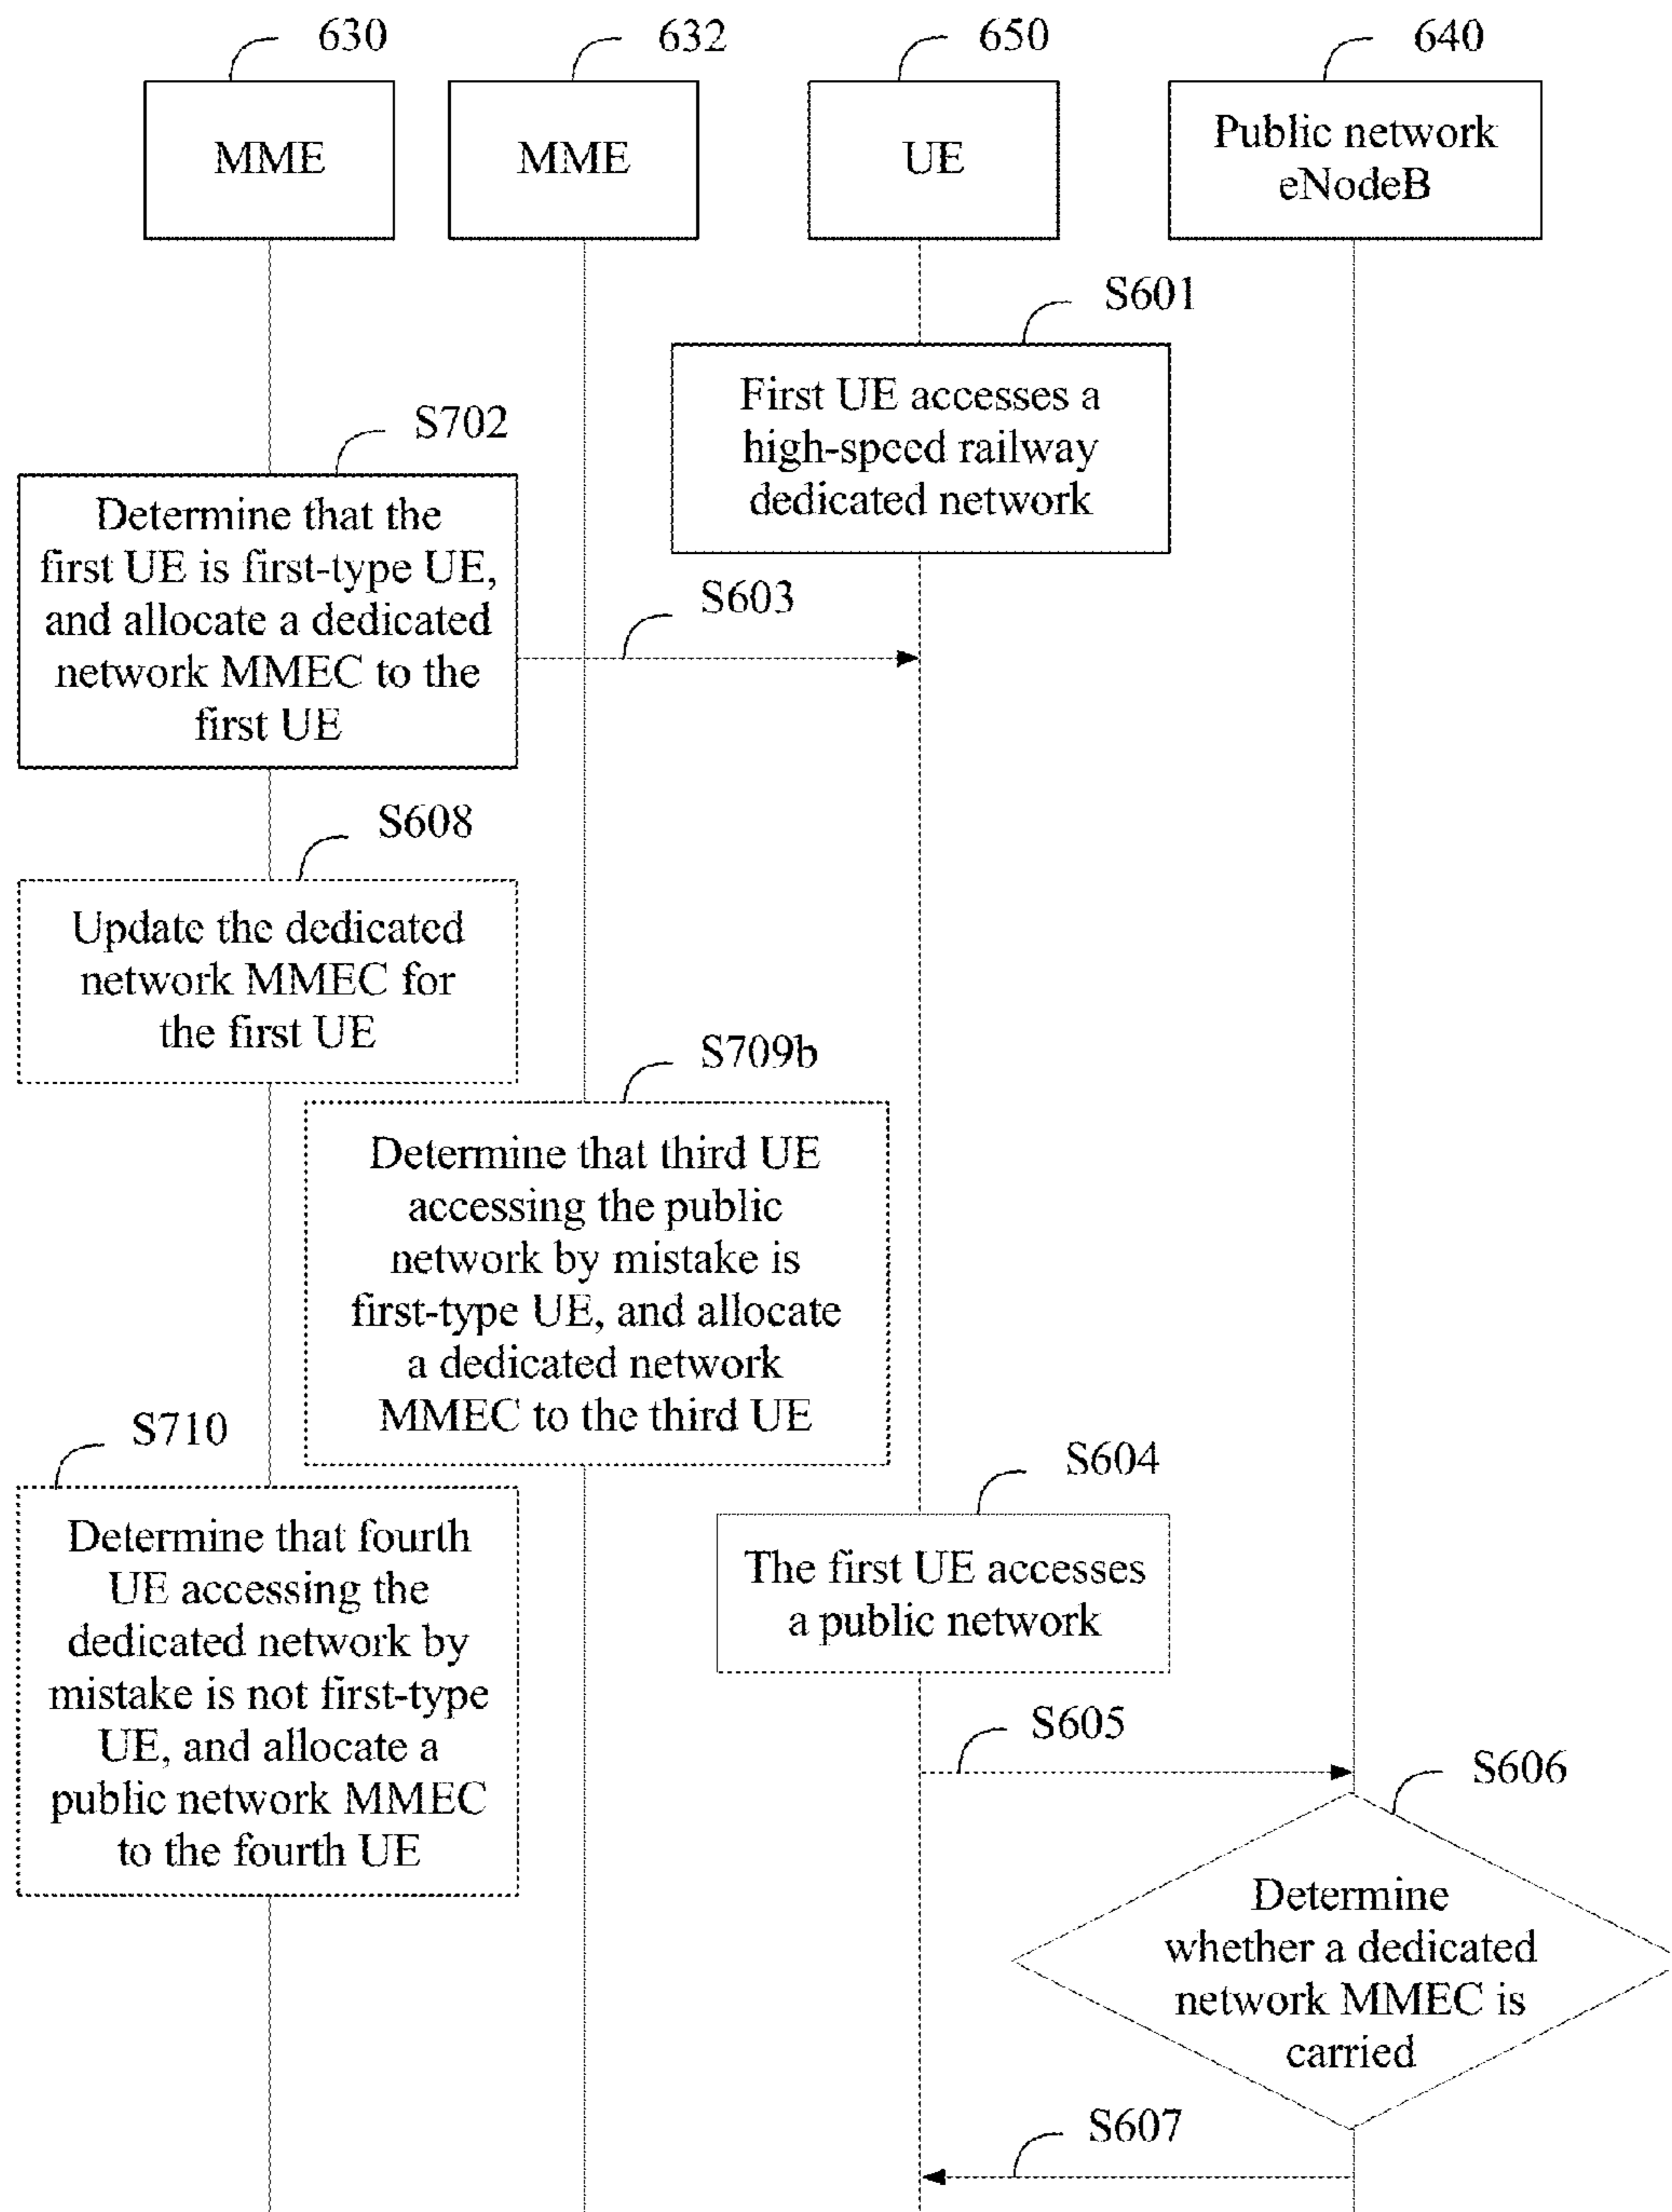 630
632
650
640
MME
MME
UE
Public network
eNodeB
S601
First UE accesses a
high-speed railway
dedicated network
S702
Determine that the
first UE is first-type UE,
and allocate a dedicated
network MMEC to the
first UE
S603
S608
Update the dedicated
network MMEC for
the first UE
S709b
Determine that third UE
accessing the public
network by mistake is
first-type UE, and allocate
a dedicated network
MMEC to the third UE
S710
Determine that fourth
UE accessing the
dedicated network by
mistake is not first-type
UE, and allocate a
public network MMEC
to the fourth UE
S604
The first UE accesses
a public network
S605
S606
Determine
whether a dedicated
network MMEC is
carried
S607